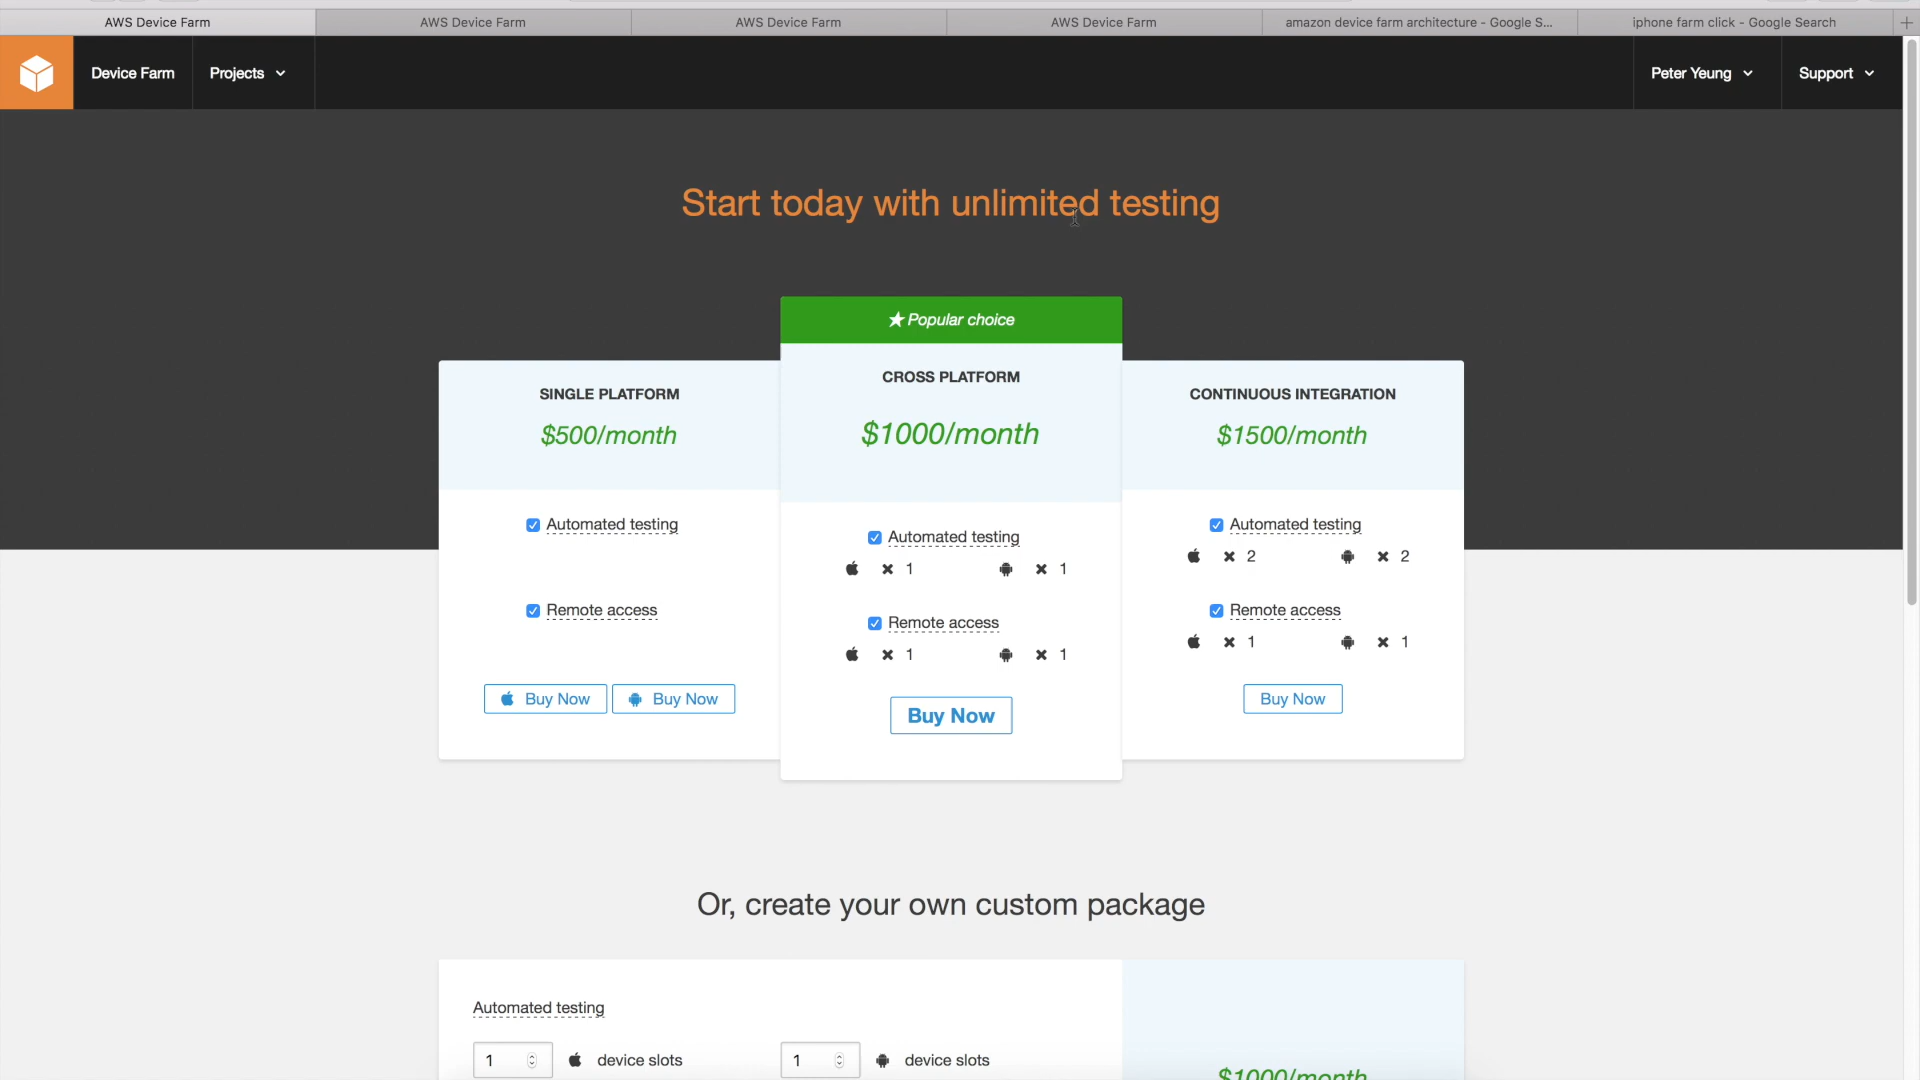 AWS Device Farm
AWS Device Farm
AWS Device Farm
AWS Device Farm
amazon device farm architecture - Google S...
iphone farm click - Google Search
Device Farm
Projects
Peter Yeung
Support
Start today with unlimited testing
Popular choice
SINGLE PLATFORM
$500/month
Automated testing
Remote access
Buy Now
Buy Now
CROSS PLATFORM
$1000/month
Automated testing
1
1
Remote access
1
1
Buy Now
CONTINUOUS INTEGRATION
$1500/month
Automated testing
2
2
Remote access
1
1
Buy Now
Or, create your own custom package
Automated testing
1 device slots
1 device slots
$1000/month